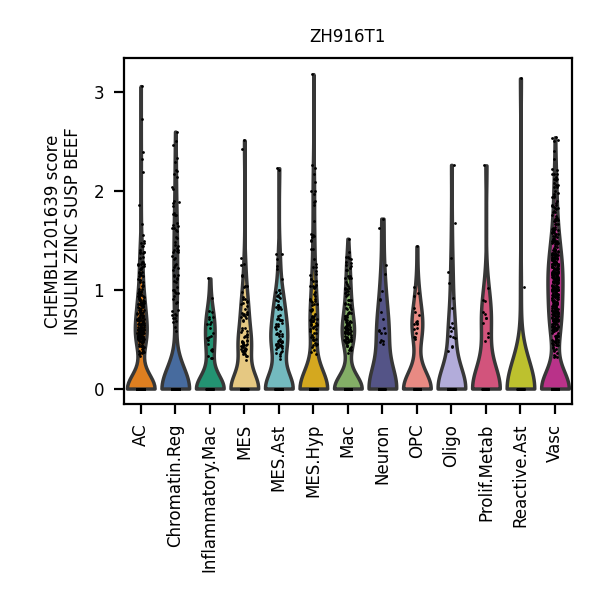 ZH916T1
CHEMBL1201639 score
INSULIN ZINC SUSP BEEF
3
2
1
0
AC
Chromatin.Reg
Inflammatory.Mac
MES
MES.Ast
MES.Hyp
Mac
Neuron
OPC
Oligo
Prolif.Metab
Reactive.Ast
Vasc